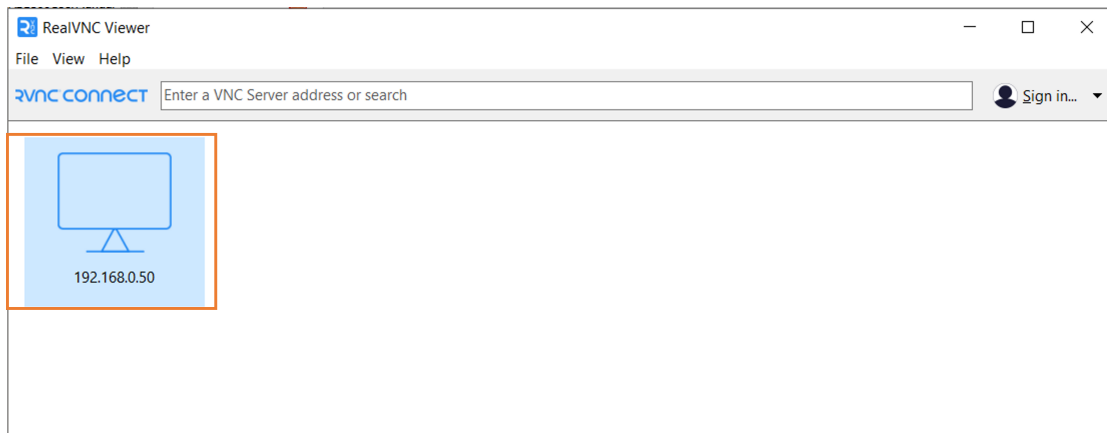 RealVNC Viewer
File View Help
RVNC CONNECT Enter a VNC Server address or search Sign in...
192.168.0.50